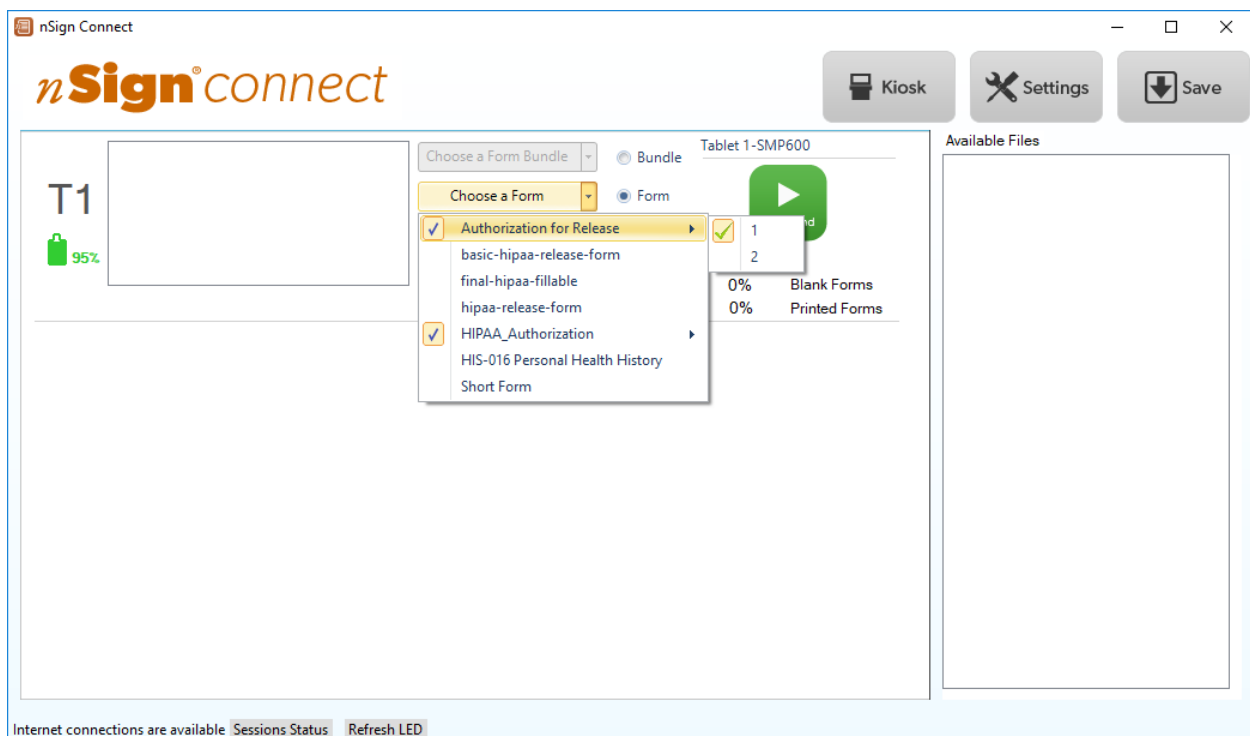 nSign Connect
nSign® connect
Kiosk
Settings
Save
T1
95%
Choose a Form Bundle
Bundle
Choose a Form
Form
Tablet 1-SMP600
Authorization for Release
basic-hipaa-release-form
final-hipaa-fillable
hipaa-release-form
HIPAA_Authorization
HIS-016 Personal Health History
Short Form
1
2
0% Blank Forms
0% Printed Forms
Available Files
Internet connections are available Sessions Status Refresh LED